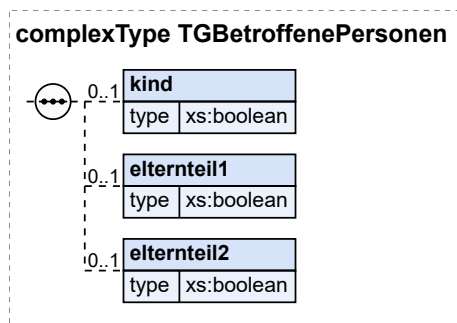 complexType TGBetroffenePersonen
0..1 kind
type xs:boolean
0..1 elternteil1
type xs:boolean
0..1 elternteil2
type xs:boolean